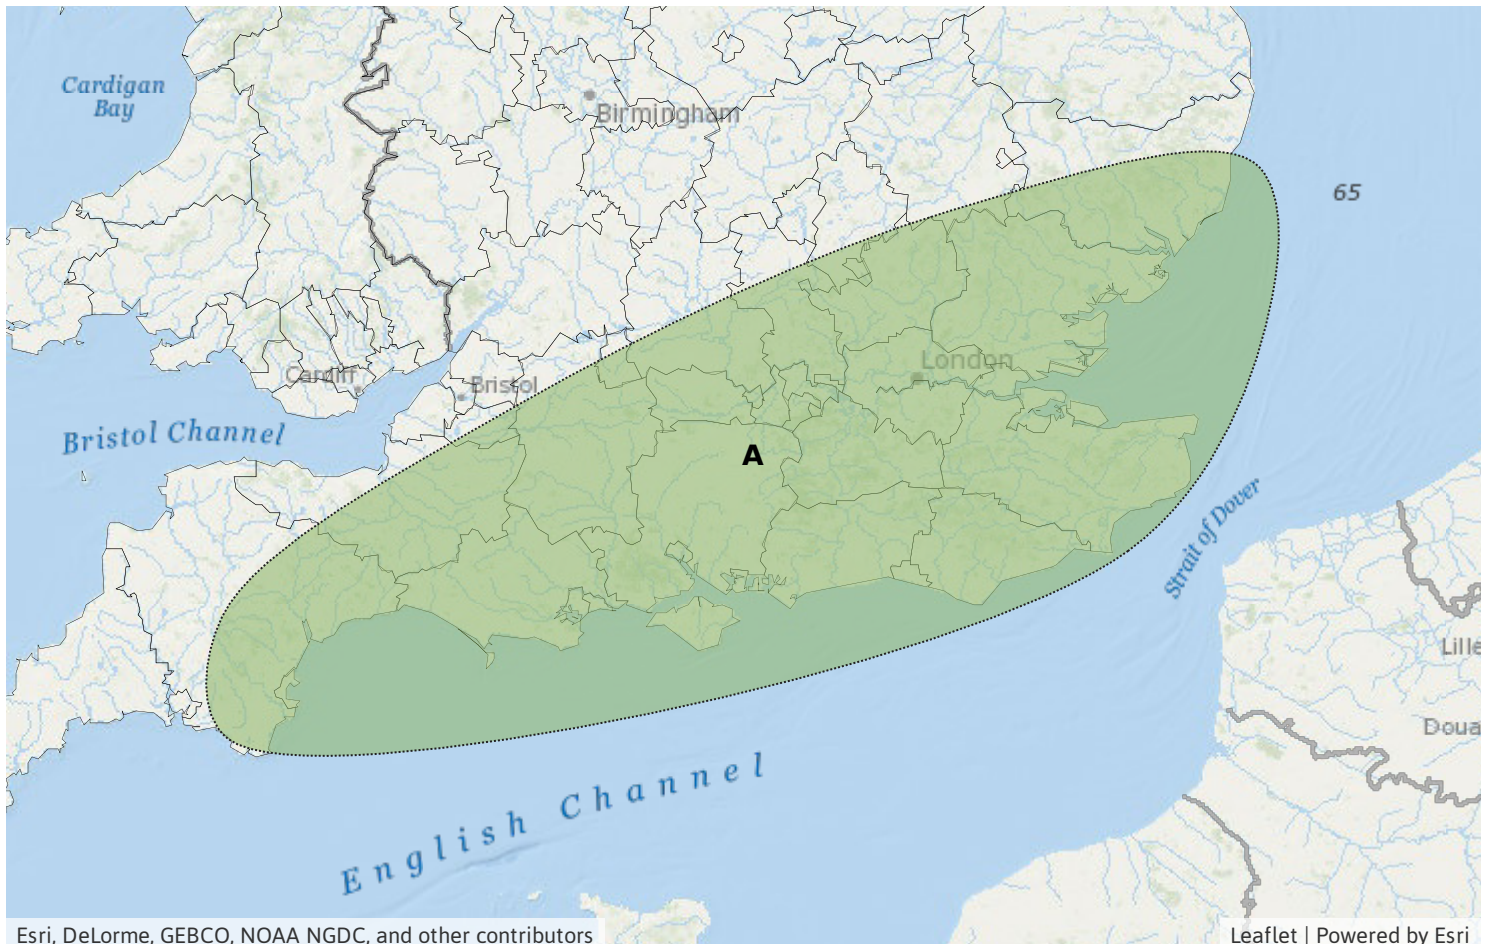 Cardigan
Bay
Birmingham
65
London
Cardiff
Bristol
Bristol Channel
A
Strait of Dover
Lille
Doua
English Channel
Esri, DeLorme, GEBCO, NOAA NGDC, and other contributors
Leaflet | Powered by Esri